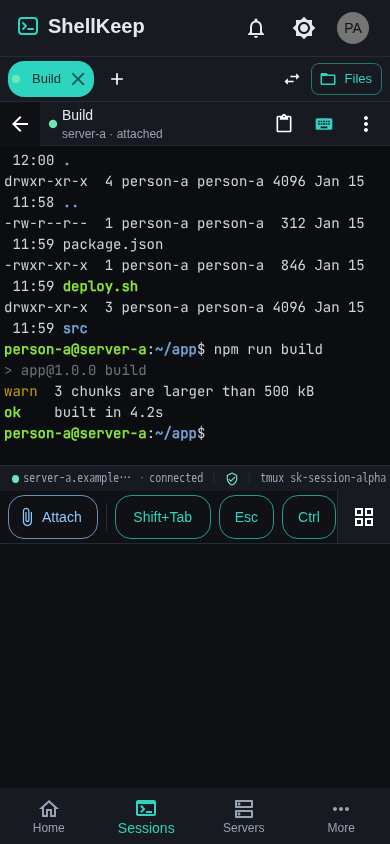 ShellKeep
PA
Build
Files
Build
server-a · attached
12:00 .
drwxr-xr-x  4 person-a person-a 4096 Jan 15
11:58 ..
-rw-r--r--  1 person-a person-a  312 Jan 15
11:59 package.json
-rwxr-xr-x  1 person-a person-a  846 Jan 15
11:59 deploy.sh
drwxr-xr-x  3 person-a person-a 4096 Jan 15
11:59 src
person-a@server-a:~/app$ npm run build
> app@1.0.0 build
warn  3 chunks are larger than 500 kB
ok    built in 4.2s
person-a@server-a:~/app$
server-a.example··· · connected tmux sk-session-alpha
Attach Shift+Tab Esc Ctrl
Home Sessions Servers More